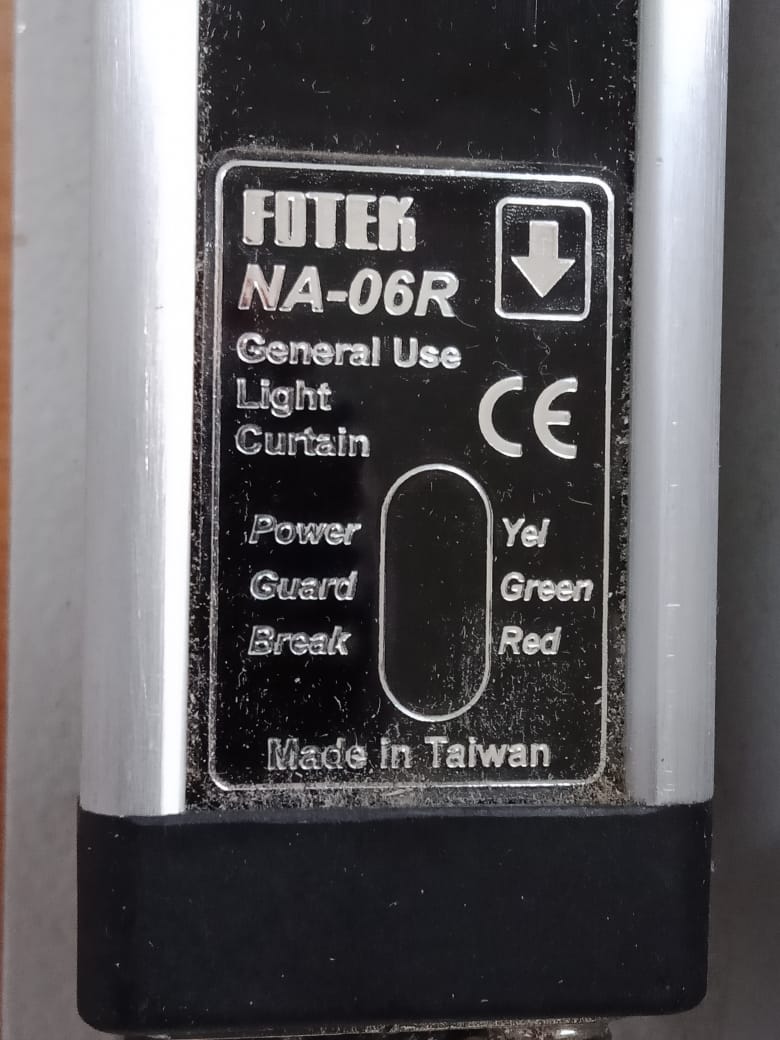 FOTEK
NA-06R
General Use
Light
Curtain
CE
Power Yel
Guard Green
Break Red
Made in Taiwan